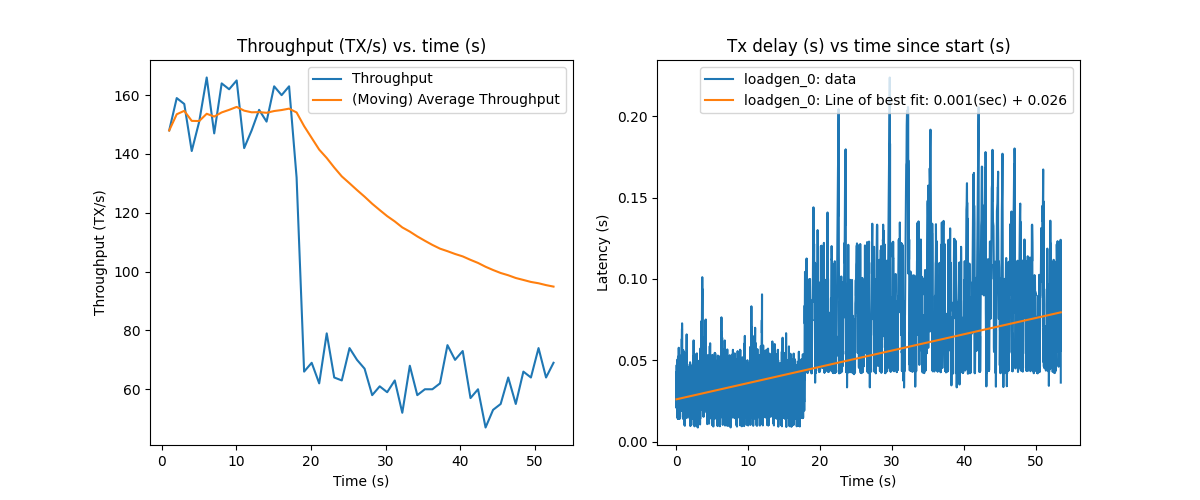 Throughput (TX/s) vs. time (s)
Throughput
(Moving) Average Throughput
Throughput (TX/s)
160
140
120
100
80
60
0 10 20 30 40 50
Time (s)
Tx delay (s) vs time since start (s)
loadgen_0: data
loadgen_0: Line of best fit: 0.001(sec) + 0.026
Latency (s)
0.20
0.15
0.10
0.05
0.00
0 10 20 30 40 50
Time (s)